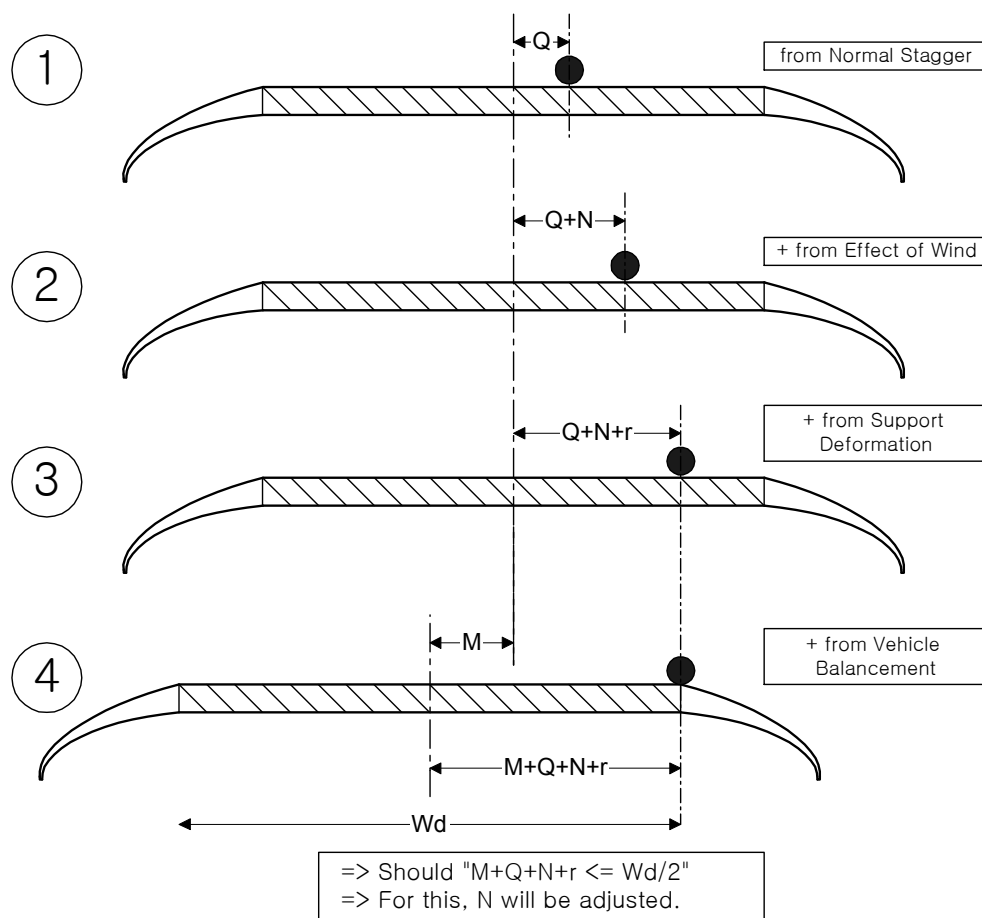 1
Q
from Normal Stagger
Q+N
2
+ from Effect of Wind
Q+N+r
3
+ from Support
Deformation
M
4
+ from Vehicle
Balancement
M+Q+N+r
Wd
=> Should "M+Q+N+r <= Wd/2"
=> For this, N will be adjusted.